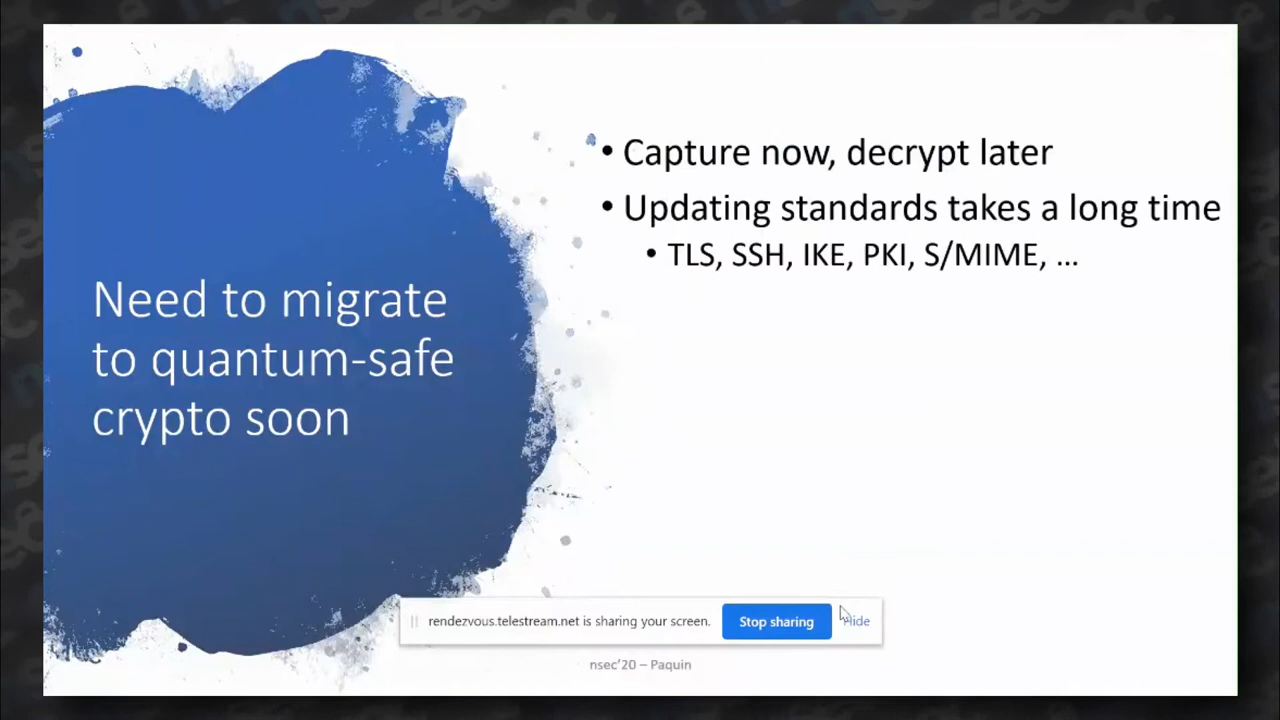 Need to migrate
to quantum-safe
crypto soon
• Capture now, decrypt later
• Updating standards takes a long time
• TLS, SSH, IKE, PKI, S/MIME, ...
rendezvous.telestream.net is sharing your screen.
Stop sharing
Hide
nsec'20 – Paquin